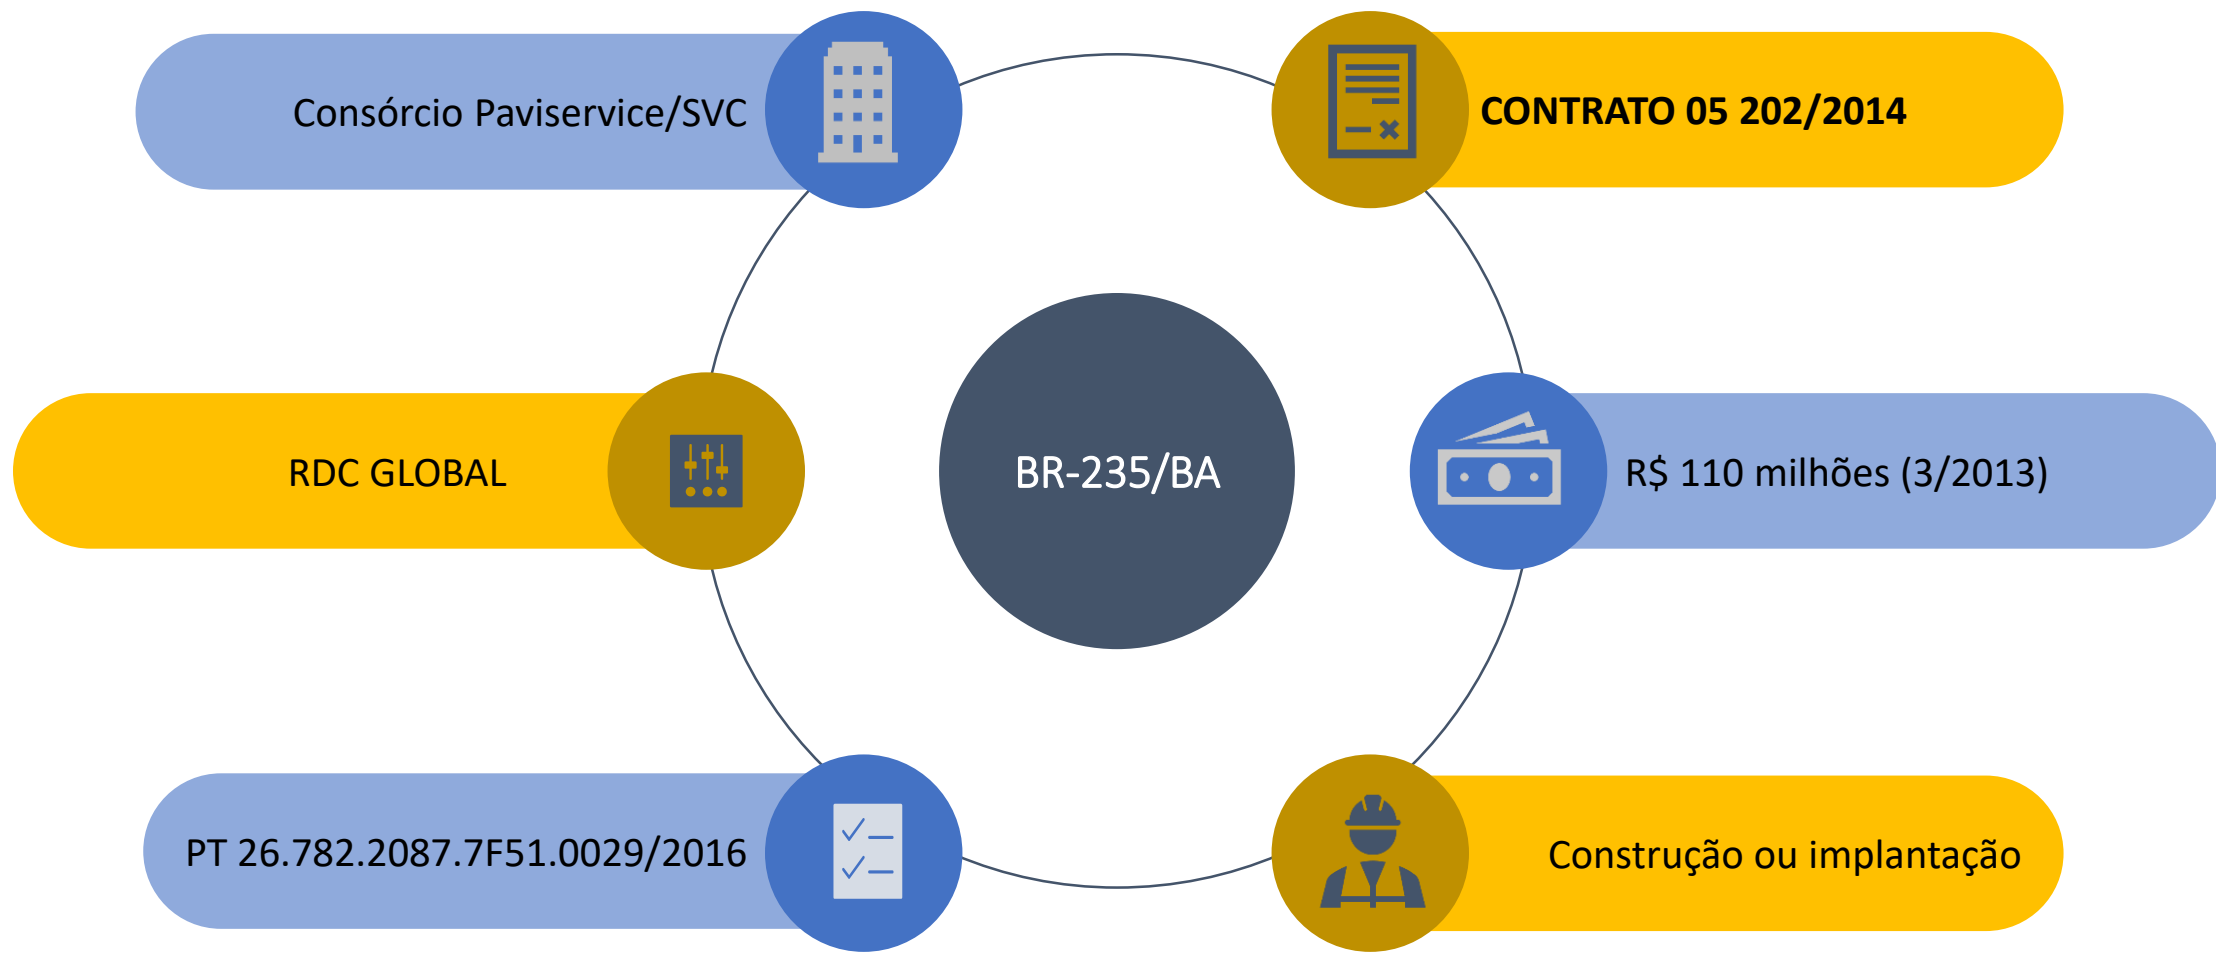 Consórcio Paviservice/SVC
CONTRATO 05 202/2014
RDC GLOBAL
BR-235/BA
R$ 110 milhões (3/2013)
PT 26.782.2087.7F51.0029/2016
Construção ou implantação